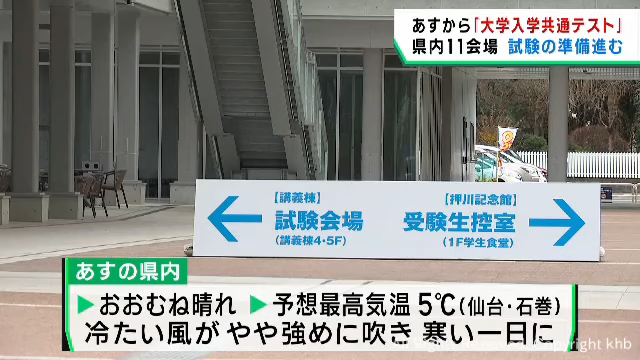 あすから「大学入学共通テスト」
県内11会場 試験の準備進む
【講義棟】
試験会場
(講義棟4・5F)
【押川記念館】
受験生控室
(1F学生食堂)
あすの県内
▶おおむね晴れ ▶予想最高気温 5℃(仙台・石巻)
冷たい風が やや強めに吹き 寒い一日に
copyright khb